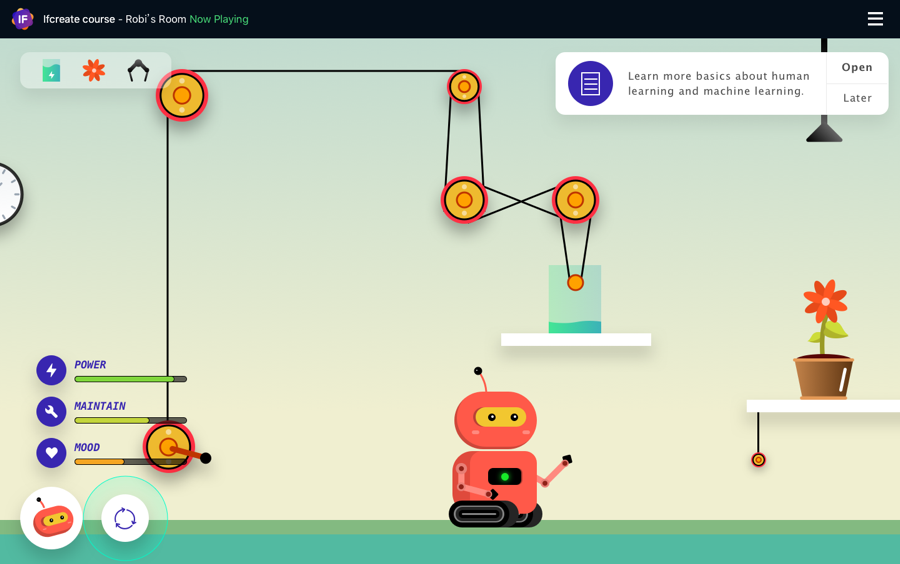 IF
Ifcreate course - Robi's Room Now Playing
Learn more basics about human
learning and machine learning.
Open
Later
POWER
MAINTAIN
MOOD